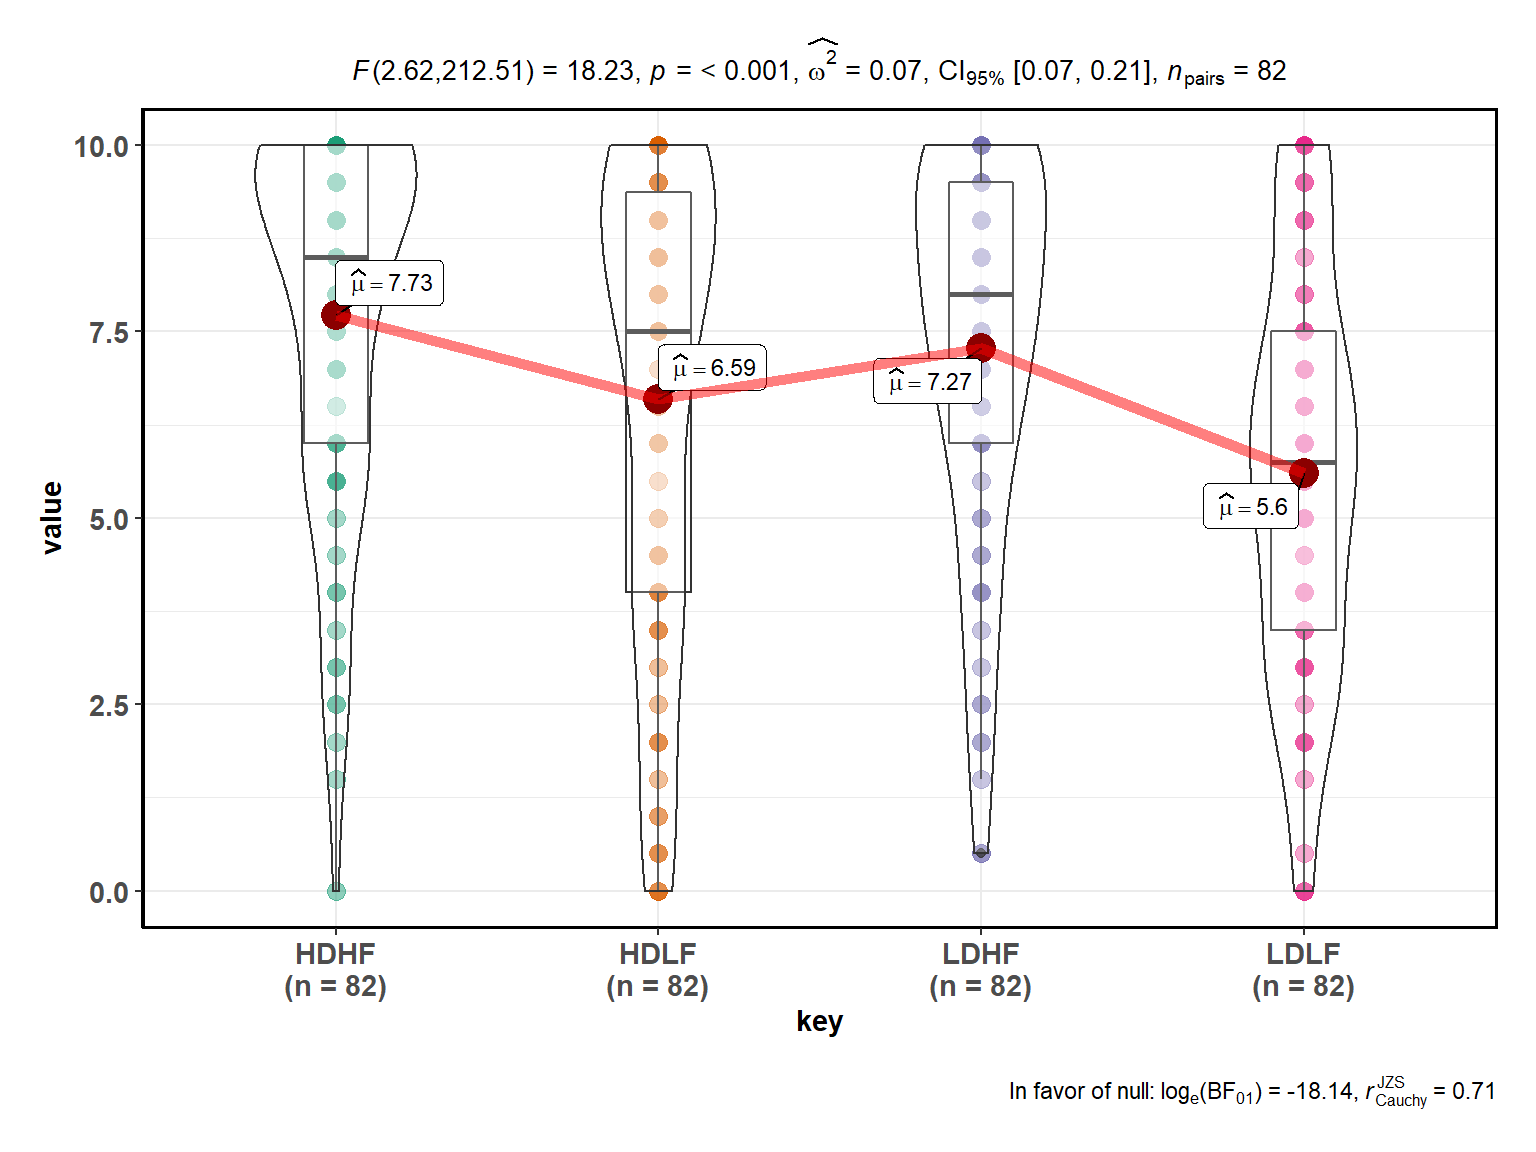 F(2.62,212.51) = 18.23, p = < 0.001, ω̂² = 0.07, CI95% [0.07, 0.21], npairs = 82
10.0
7.5
5.0
2.5
0.0
value
μ̂ = 7.73
μ̂ = 6.59
μ̂ = 7.27
μ̂ = 5.6
HDHF HDLF LDHF LDLF
(n = 82) (n = 82) (n = 82) (n = 82)
key
In favor of null: logₑ(BF₀₁) = -18.14, r JZS Cauchy = 0.71